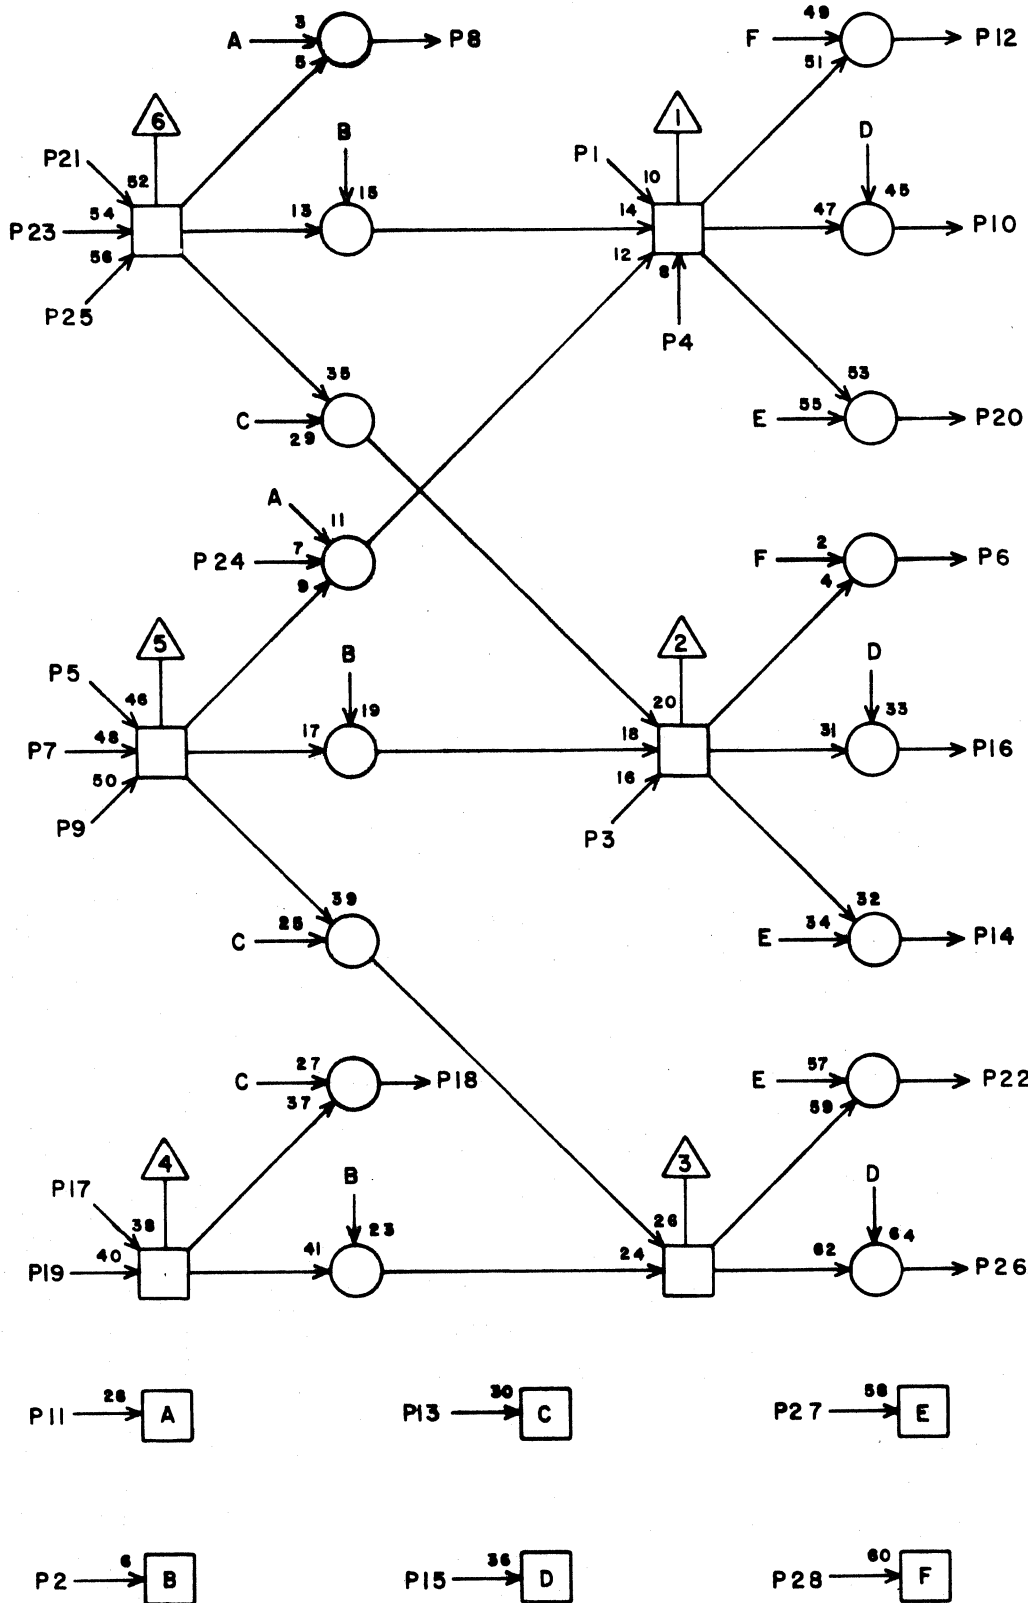 A 3 P8 F 49 P12
5 51
6 1
P21 B P1 D
52 15 10 45
P23 54 13 14 47 P10
56 12 8
P25 P4
35 53
C 29 E 55 P20
A 11
P24 7 F 2 P6
9 4
5 2
P5 B D
46 19 20 33
P7 48 17 18 31 P16
50 16
P9 P3
39 32
C 25 E 34 P14
C 27 P18 E 57 P22
37 59
4 3
P17 B D
38 23 26 64
P19 40 41 24 62 P26
P11 28 A P13 30 C P27 58 E
P2 6 B P15 36 D P28 60 F